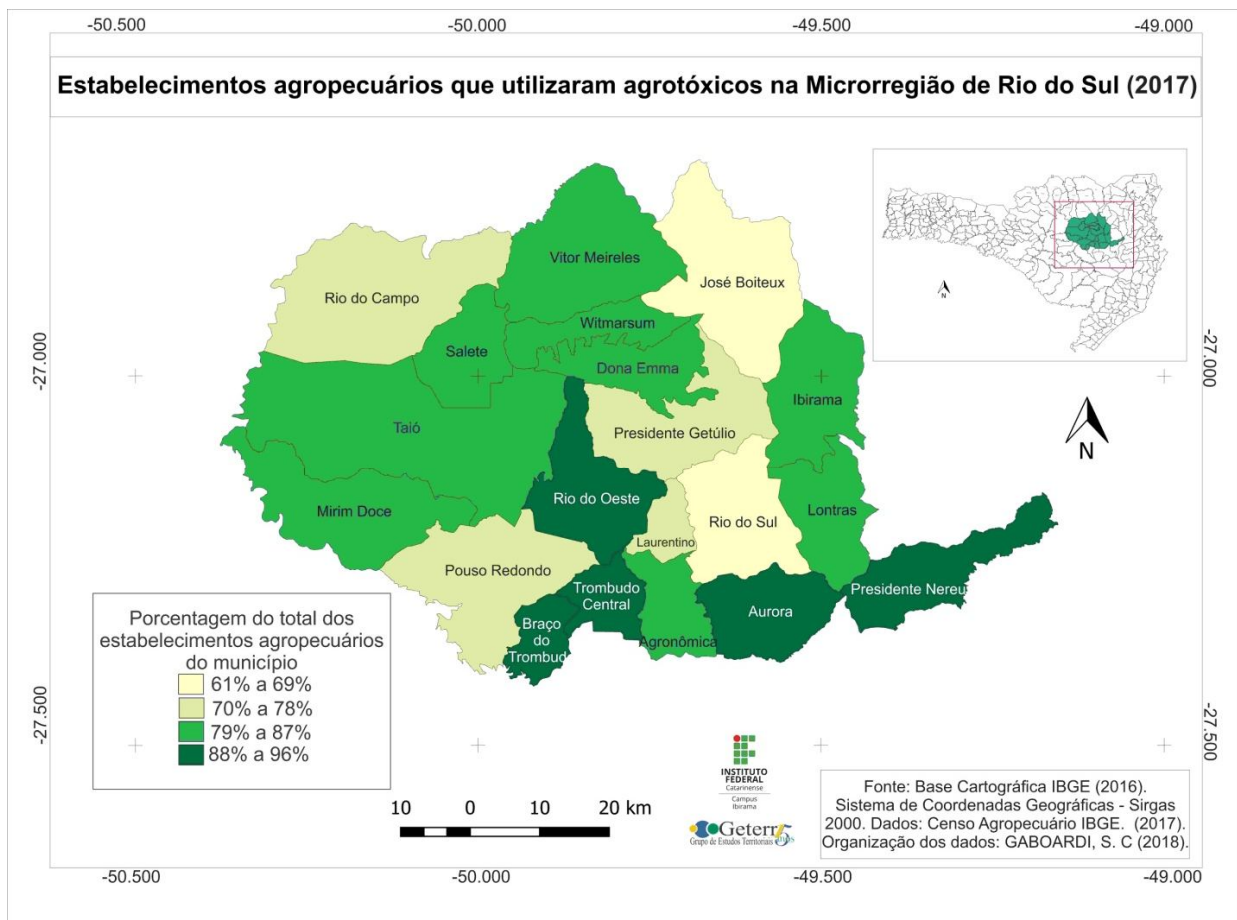 -50.500
-50.000
-49.500
-49.000
Estabelecimentos agropecuários que utilizaram agrotóxicos na Microrregião de Rio do Sul (2017)
Vitor Meireles
José Boiteux
Rio do Campo
N
Witmarsum
Salete
-27.000
Dona Emma
-27.000
Ibirama
Taió
Presidente Getúlio
N
Rio do Oeste
Mirim Doce
Lontras
Rio do Sul
Laurentino
Pouso Redondo
Trombudo
Central
Presidente Nereu
Aurora
Braço
do
Trombud
Agronômica
Porcentagem do total dos
estabelecimentos agropecuários
do município
61% a 69%
70% a 78%
79% a 87%
88% a 96%
-27.500
-27.500
INSTITUTO
FEDERAL
Catarinense
Campus
Ibirama
10 0 10 20 km
Geterr 5
anos
Grupo de Estudos Territoriais
Fonte: Base Cartográfica IBGE (2016).
Sistema de Coordenadas Geográficas - Sirgas
2000. Dados: Censo Agropecuário IBGE. (2017).
Organização dos dados: GABOARDI, S. C (2018).
-50.500
-50.000
-49.500
-49.000